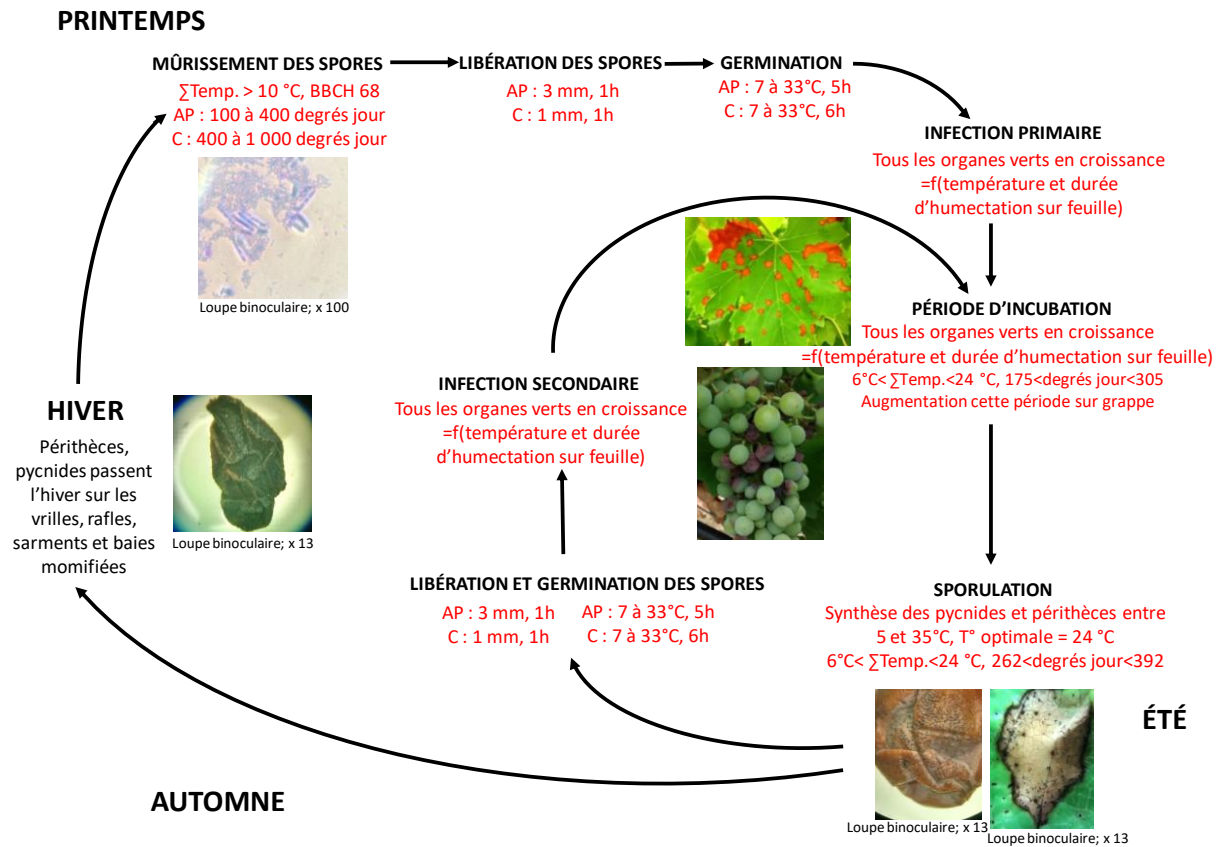 PRINTEMPS
MÛRISSEMENT DES SPORES
∑Temp. > 10 °C, BBCH 68
AP : 100 à 400 degrés jour
C : 400 à 1 000 degrés jour
Loupe binoculaire; x 100
LIBÉRATION DES SPORES
AP : 3 mm, 1h
C : 1 mm, 1h
GERMINATION
AP : 7 à 33°C, 5h
C : 7 à 33°C, 6h
INFECTION PRIMAIRE
Tous les organes verts en croissance
=f(température et durée
d’humectation sur feuille)
PÉRIODE D’INCUBATION
Tous les organes verts en croissance
=f(température et durée d’humectation sur feuille)
6°C< ∑Temp.<24 °C, 175<degrés jour<305
Augmentation cette période sur grappe
INFECTION SECONDAIRE
Tous les organes verts en croissance
=f(température et durée
d’humectation sur feuille)
HIVER
Périthèces,
pycnides passent
l’hiver sur les
vrilles, rafles,
sarments et baies
momifiées
Loupe binoculaire; x 13
LIBÉRATION ET GERMINATION DES SPORES
AP : 3 mm, 1h
C : 1 mm, 1h
AP : 7 à 33°C, 5h
C : 7 à 33°C, 6h
SPORULATION
Synthèse des pycnides et périthèces entre
5 et 35°C, T° optimale = 24 °C
6°C< ∑Temp.<24 °C, 262<degrés jour<392
ÉTÉ
Loupe binoculaire; x 13
Loupe binoculaire; x 13
AUTOMNE